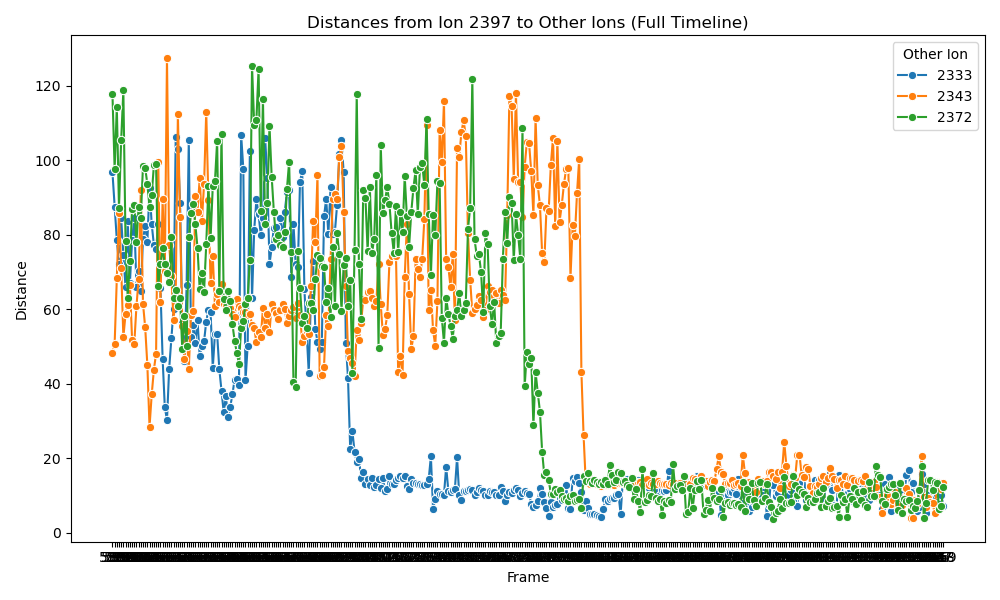 Distances from Ion 2397 to Other Ions (Full Timeline)
Other Ion
2333
2343
2372
120
100
80
60
40
20
0
Distance
Frame